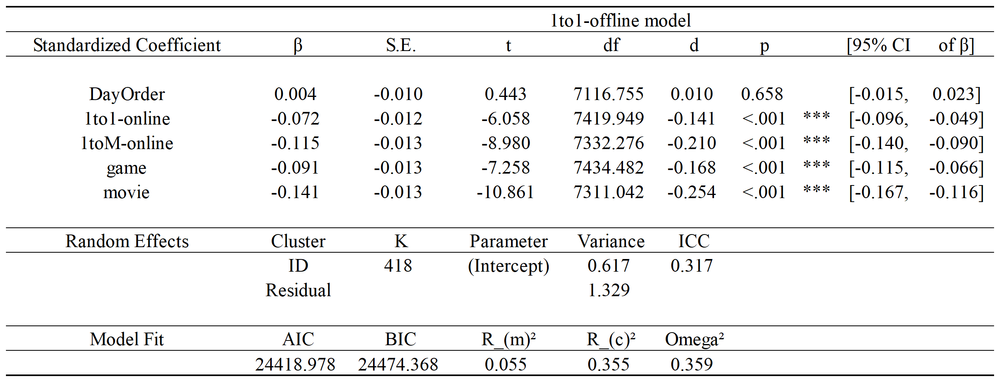 1to1-offline model
Standardized Coefficient β S.E. t df d p [95% CI of β]
DayOrder 0.004 -0.010 0.443 7116.755 0.010 0.658 [-0.015, 0.023]
1to1-online -0.072 -0.012 -6.058 7419.949 -0.141 <.001 *** [-0.096, -0.049]
1toM-online -0.115 -0.013 -8.980 7332.276 -0.210 <.001 *** [-0.140, -0.090]
game -0.091 -0.013 -7.258 7434.482 -0.168 <.001 *** [-0.115, -0.066]
movie -0.141 -0.013 -10.861 7311.042 -0.254 <.001 *** [-0.167, -0.116]
Random Effects Cluster K Parameter Variance ICC
ID 418 (Intercept) 0.617 0.317
Residual 1.329
Model Fit AIC BIC R_(m)² R_(c)² Omega²
24418.978 24474.368 0.055 0.355 0.359